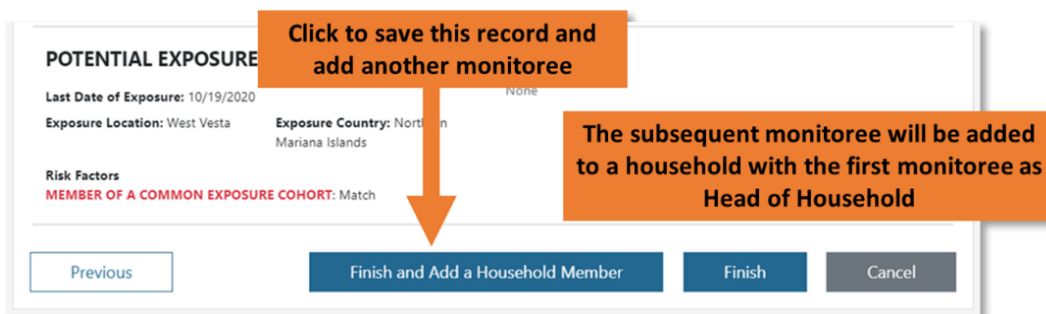 Click to save this record and
add another monitoree
POTENTIAL EXPOSURE
None
Last Date of Exposure: 10/19/2020
Exposure Location: West Vesta
Exposure Country:
Mariana Islands
The subsequent monitoree will be added
to a household with the first monitoree as
Head of Household
Risk Factors
MEMBER OF A COMMON EXPOSURE COHORT: Match
Previous
Finish and Add a Household Member
Finish
Cancel